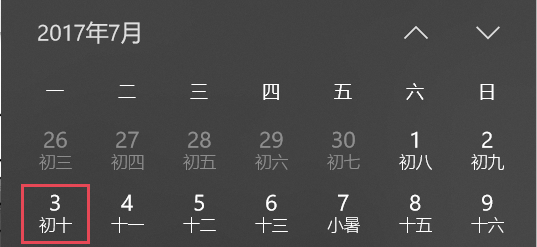 2017年7月
一 二 三 四 五 六 日
26 27 28 29 30 1 2
初三 初四 初五 初六 初七 初八 初九
3 4 5 6 7 8 9
初十 十一 十二 十三 小暑 十五 十六